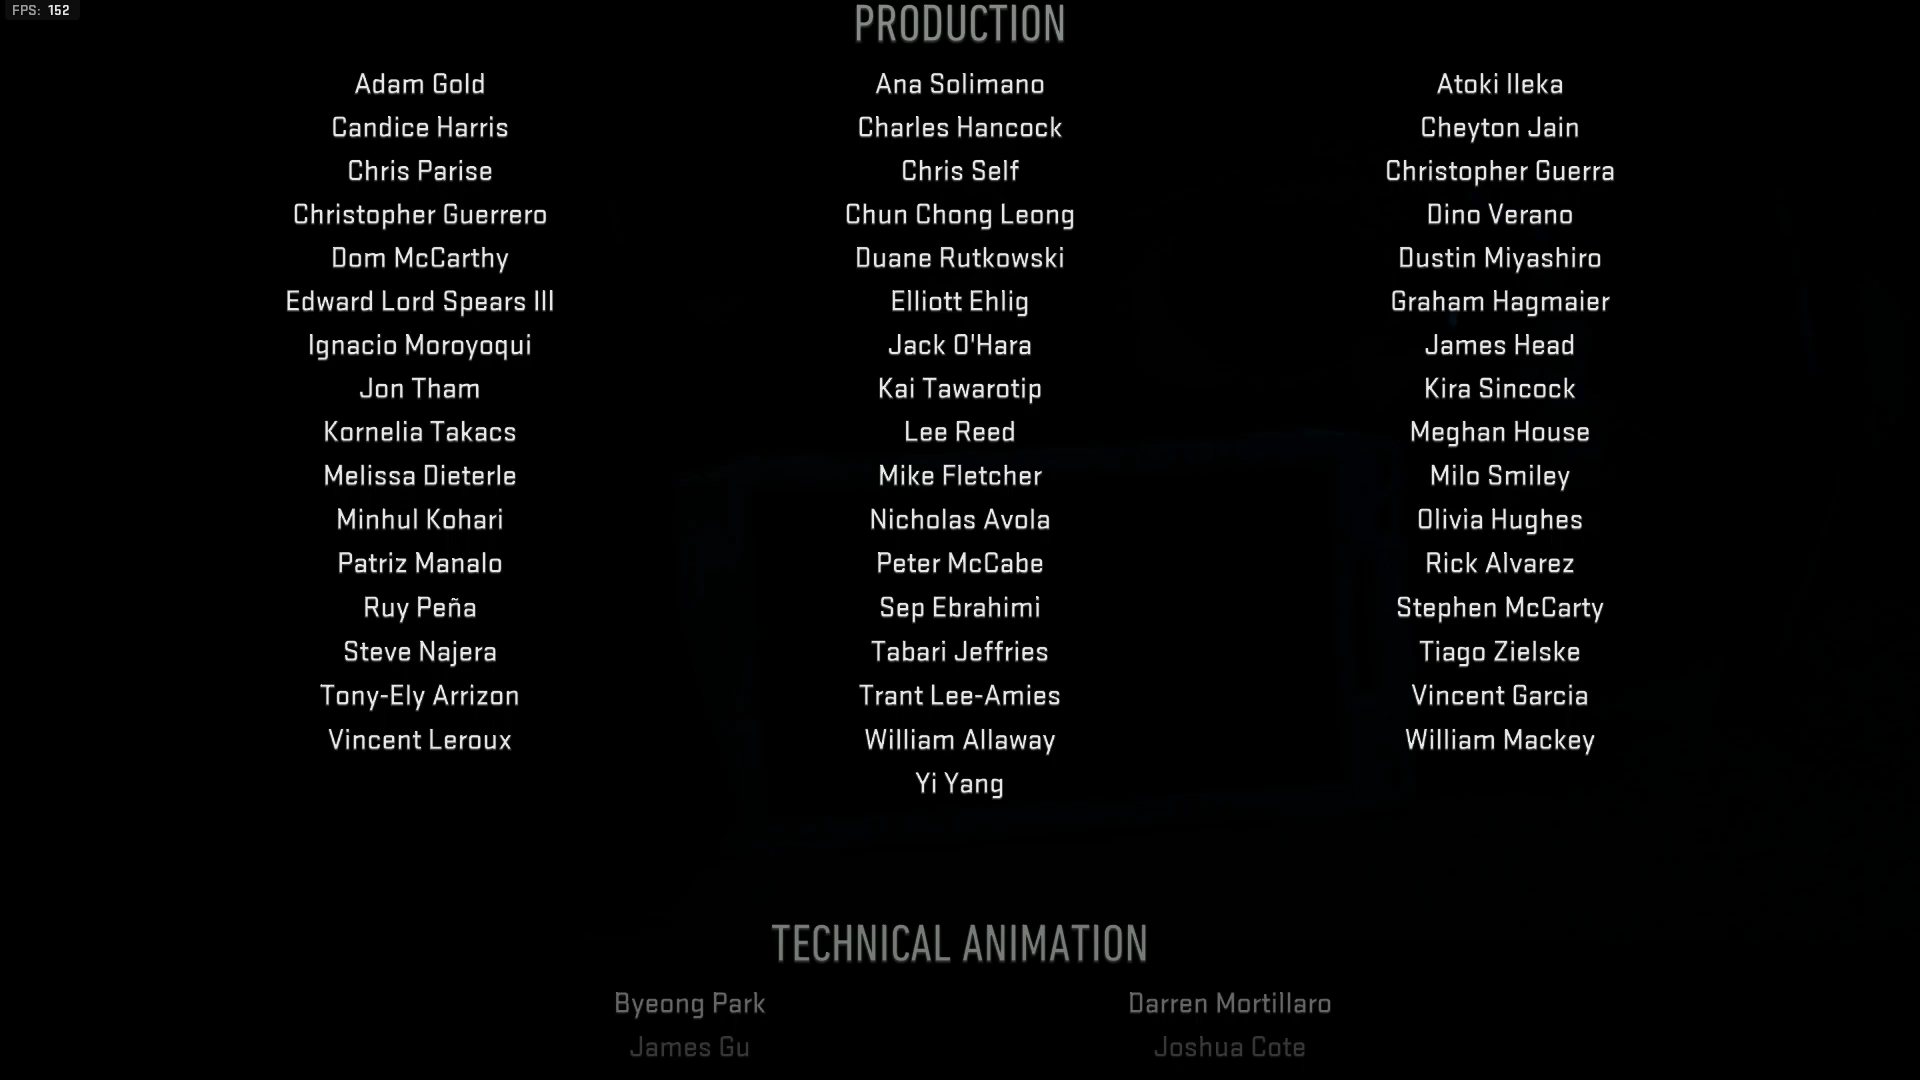 FPS: 152
PRODUCTION
Adam Gold Ana Solimano Atoki Ileka
Candice Harris Charles Hancock Cheyton Jain
Chris Parise Chris Self Christopher Guerra
Christopher Guerrero Chun Chong Leong Dino Verano
Dom McCarthy Duane Rutkowski Dustin Miyashiro
Edward Lord Spears III Elliott Ehlig Graham Hagmaier
Ignacio Moroyoqui Jack O'Hara James Head
Jon Tham Kai Tawarotip Kira Sincock
Kornelia Takacs Lee Reed Meghan House
Melissa Dieterle Mike Fletcher Milo Smiley
Minhul Kohari Nicholas Avola Olivia Hughes
Patriz Manalo Peter McCabe Rick Alvarez
Ruy Peña Sep Ebrahimi Stephen McCarty
Steve Najera Tabari Jeffries Tiago Zielske
Tony-Ely Arrizon Trant Lee-Amies Vincent Garcia
Vincent Leroux William Allaway William Mackey
Yi Yang
TECHNICAL ANIMATION
Byeong Park Darren Mortillaro
James Gu Joshua Cote